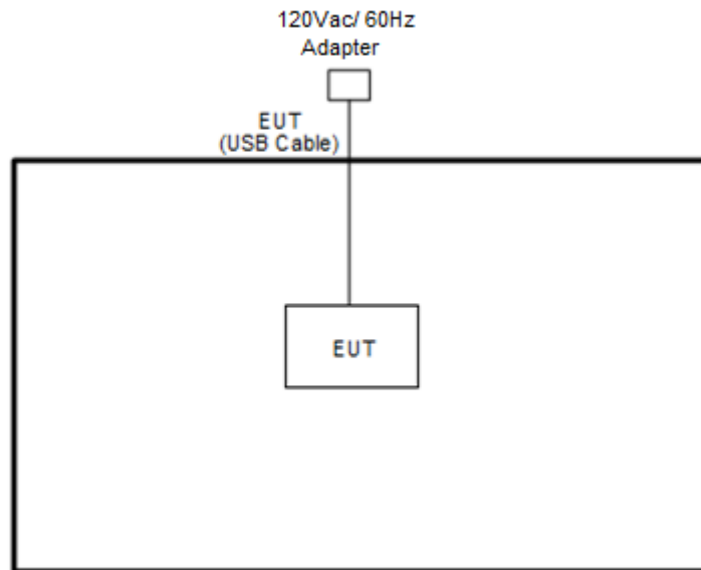 120Vac/ 60Hz
Adapter
EUT
(USB Cable)
EUT